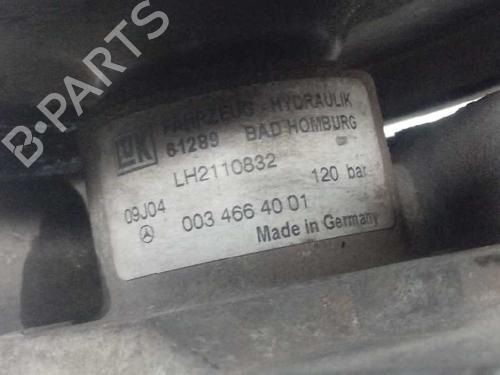 B-PARTS
LUK FAHRZEUG - HYDRAULIK
61289 BAD HOMBURG
LH2110832
120 bar
09J04
003 466 40 01
Made in Germany